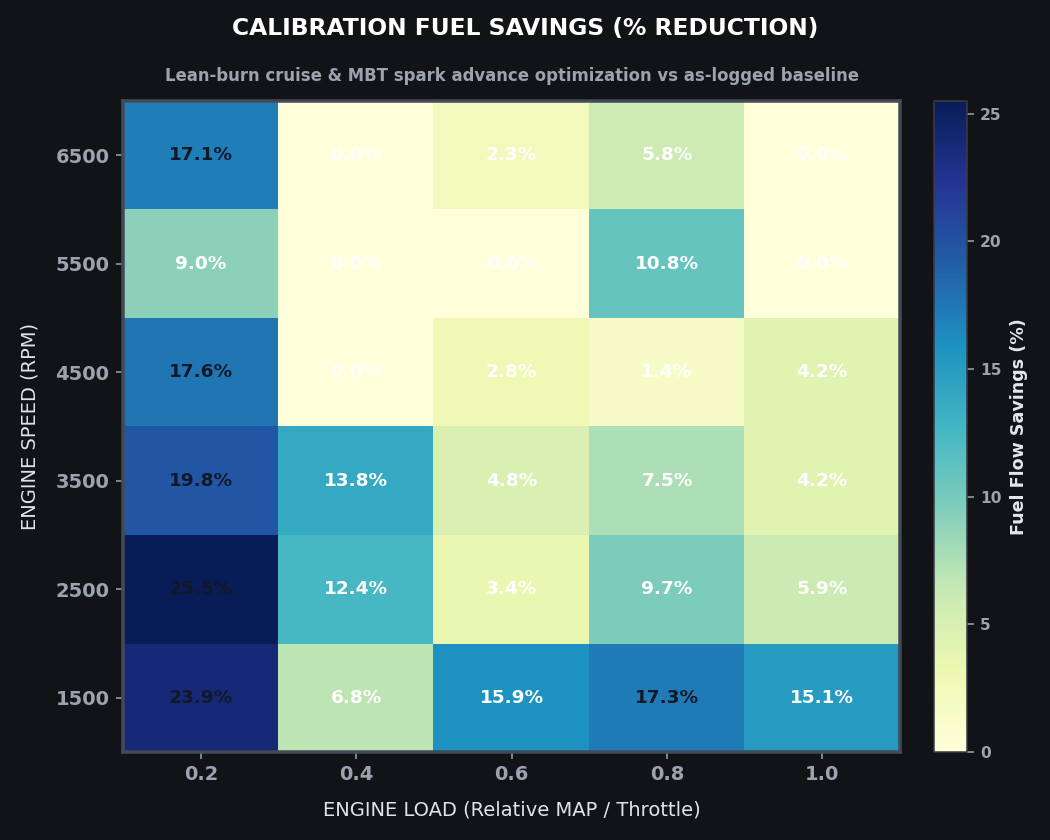 CALIBRATION FUEL SAVINGS (% REDUCTION)
Lean-burn cruise & MBT spark advance optimization vs as-logged baseline
ENGINE SPEED (RPM)
6500 17.1% 0.0% 2.3% 5.8% 0.0%
5500 9.0% 0.0% 0.0% 10.8% 0.0%
4500 17.6% 0.0% 2.8% 1.4% 4.2%
3500 19.8% 13.8% 4.8% 7.5% 4.2%
2500 25.5% 12.4% 3.4% 9.7% 5.9%
1500 23.9% 6.8% 15.9% 17.3% 15.1%
0.2 0.4 0.6 0.8 1.0
ENGINE LOAD (Relative MAP / Throttle)
25
20
15
10
5
0
Fuel Flow Savings (%)